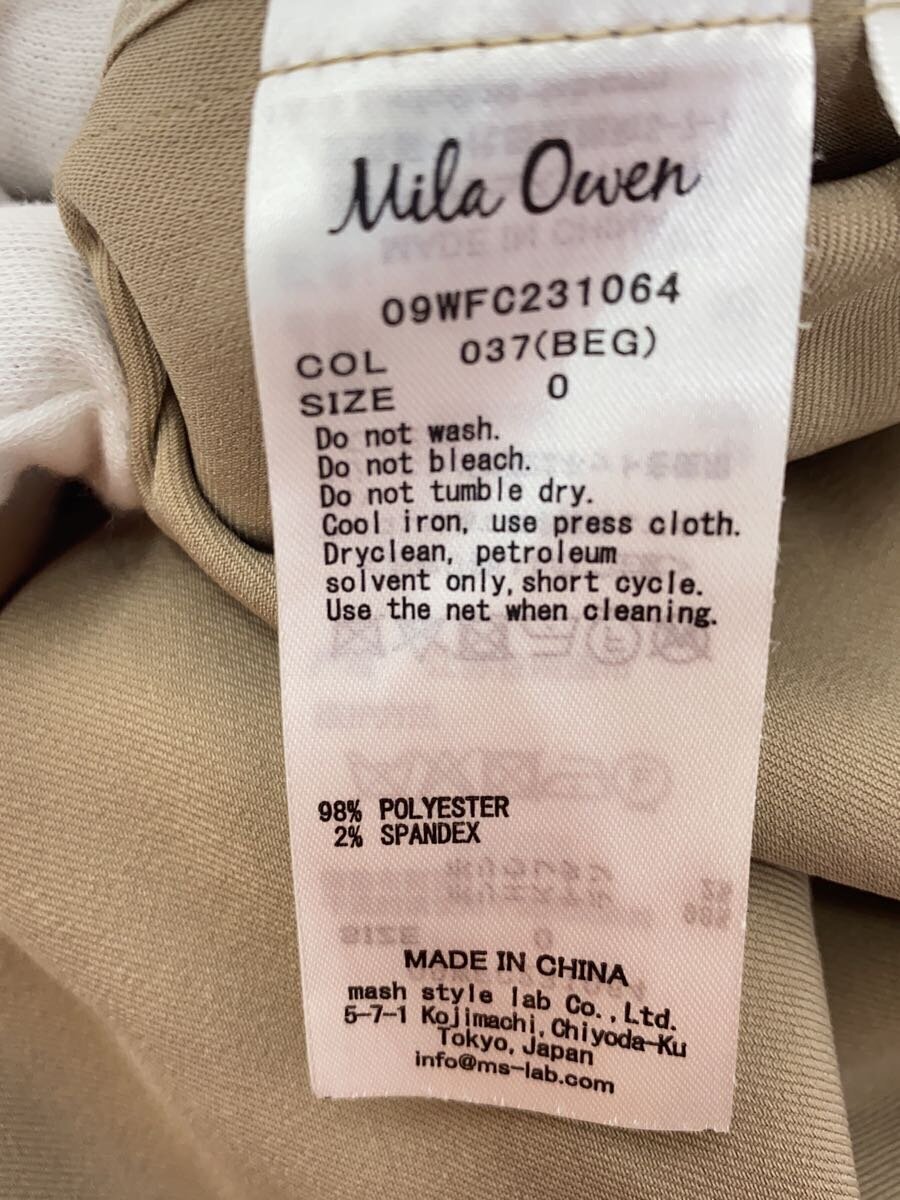 Mila Owen
09WFC231064
COL 037(BEG)
SIZE 0
Do not wash.
Do not bleach.
Do not tumble dry.
Cool iron, use press cloth.
Dryclean, petroleum
solvent only, short cycle.
Use the net when cleaning.
98% POLYESTER
2% SPANDEX
MADE IN CHINA
mash style lab Co., Ltd.
5-7-1 Kojimachi, Chiyoda-Ku
Tokyo, Japan
info@ms-lab.com